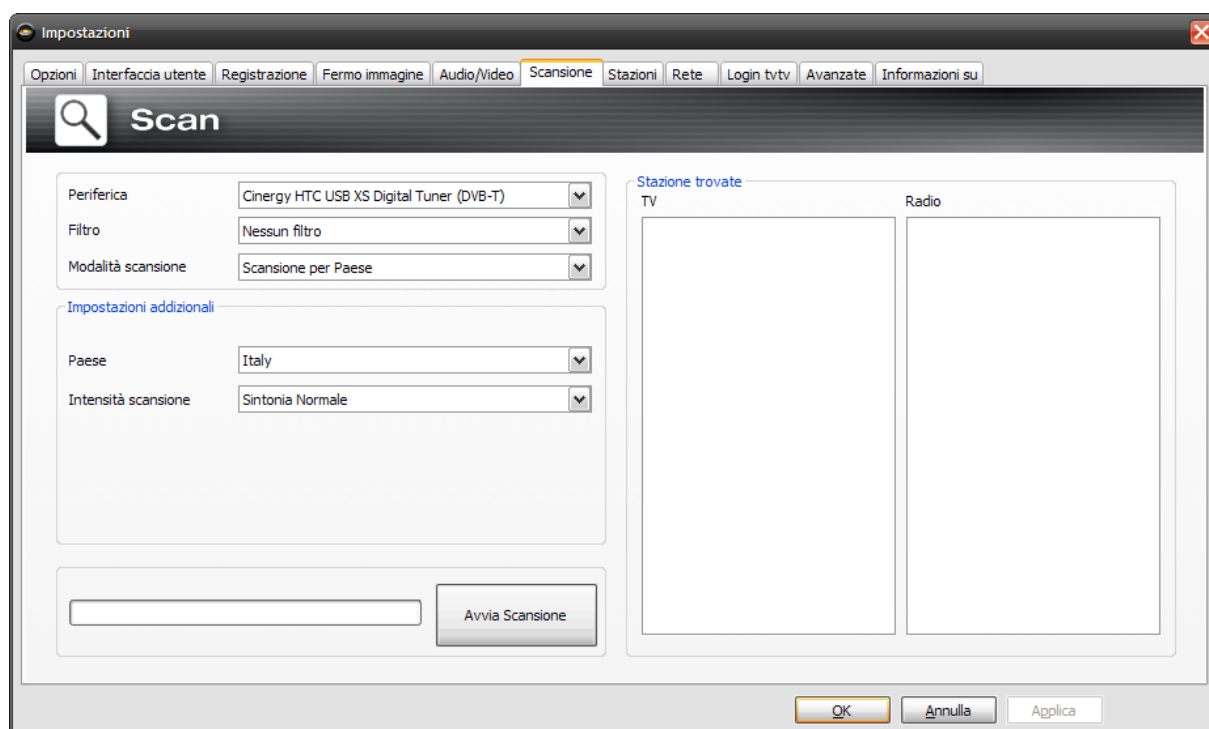 Impostazioni
Opzioni Interfaccia utente Registrazione Fermo immagine Audio/Video Scansione Stazioni Rete Login tvtv Avanzate Informazioni su
Scan
Periferica Cinergy HTC USB XS Digital Tuner (DVB-T)
Filtro Nessun filtro
Modalità scansione Scansione per Paese
Impostazioni addizionali
Paese Italy
Intensità scansione Sintonia Normale
Avvia Scansione
Stazione trovate
TV Radio
OK Annulla Applica